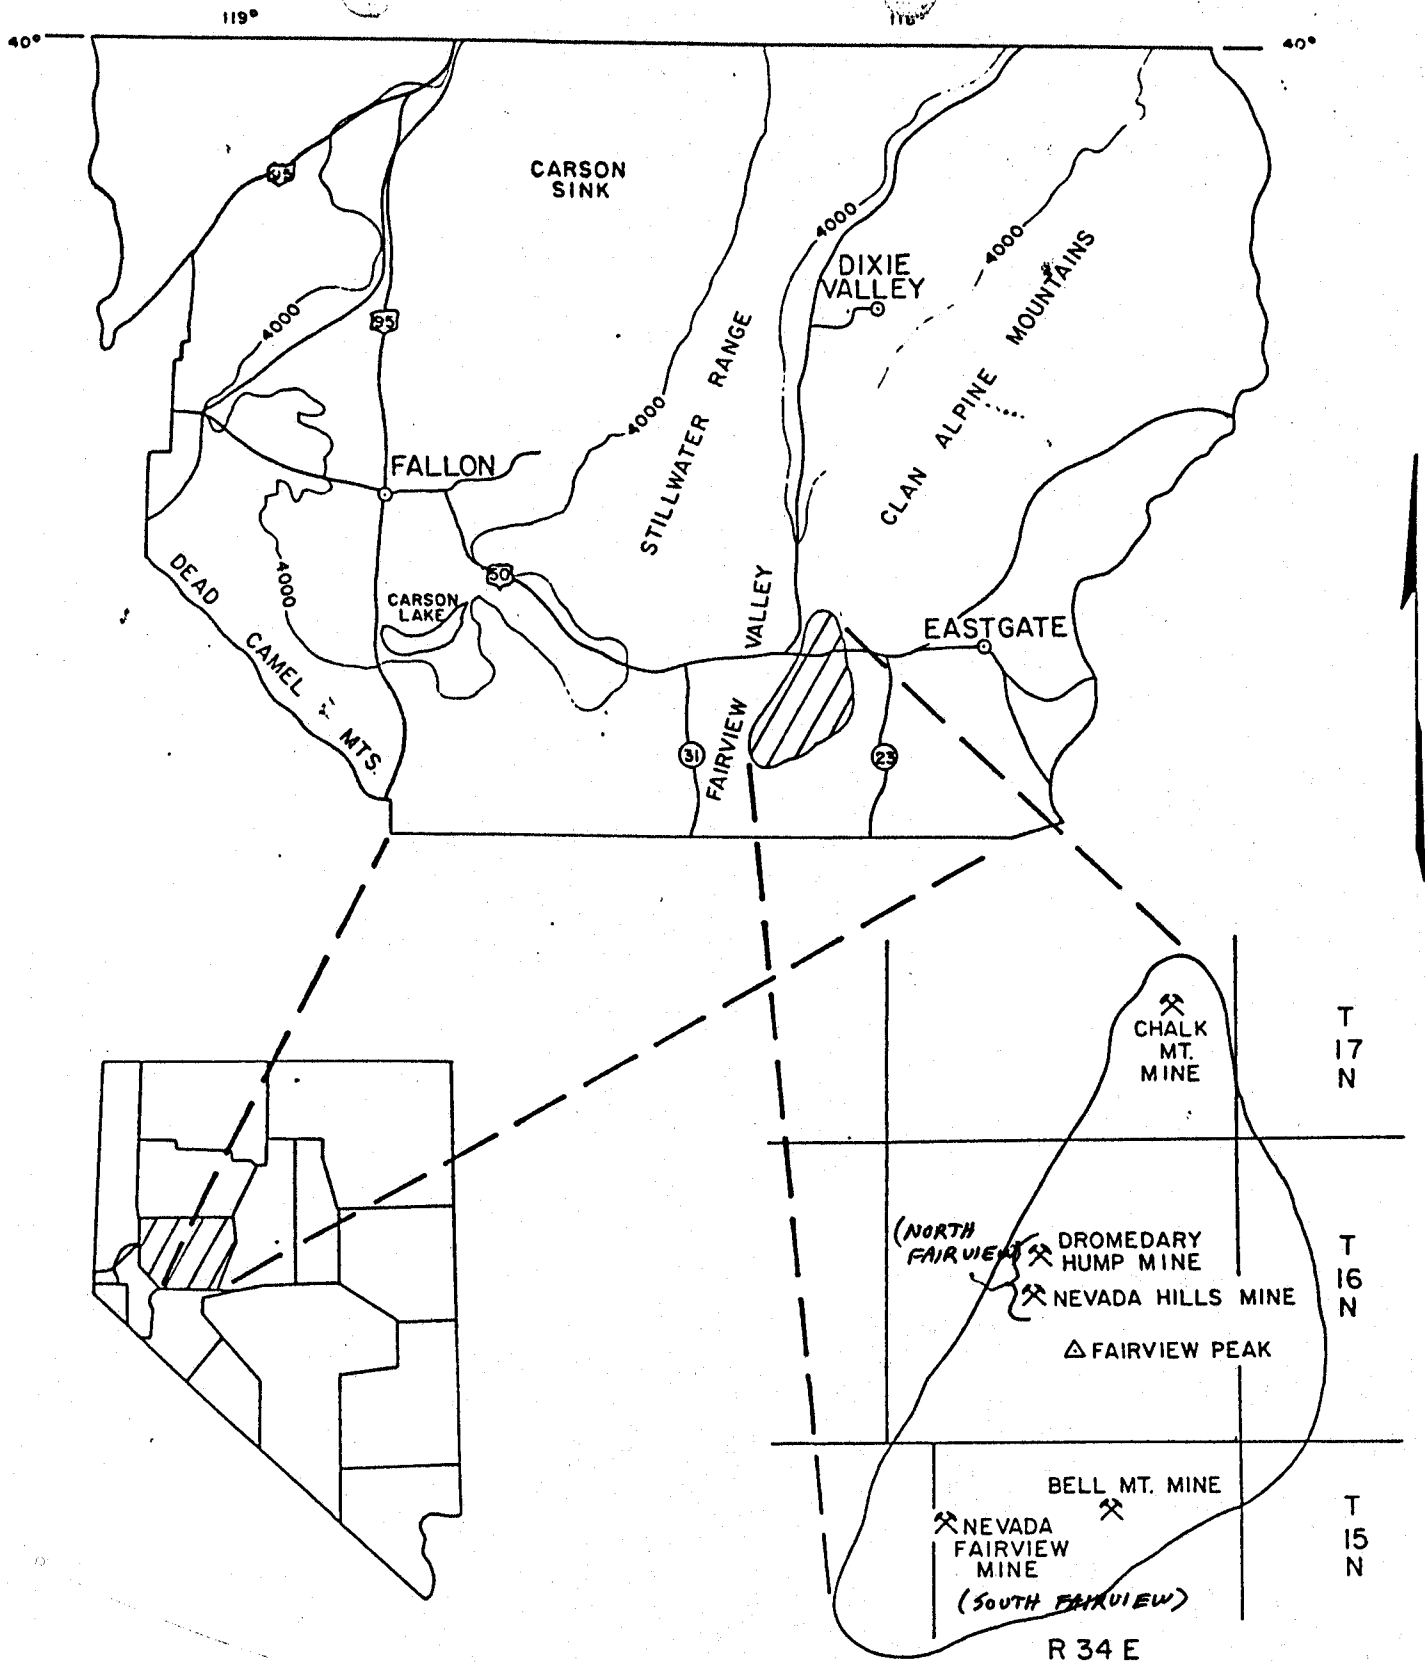 119°
118°
40°
40°
95
CARSON
SINK
4000
4000
DIXIE
VALLEY
4000
95
STILLWATER RANGE
4000
CLAN ALPINE MOUNTAINS
FALLON
50
DEAD CAMEL MTS.
4000
CARSON
LAKE
FAIRVIEW VALLEY
EASTGATE
31
23
CHALK
MT.
MINE
T
17
N
(NORTH
FAIRVIEW)
DROMEDARY
HUMP MINE
NEVADA HILLS MINE
FAIRVIEW PEAK
T
16
N
BELL MT. MINE
NEVADA
FAIRVIEW
MINE
(SOUTH FAIRVIEW)
T
15
N
R 34 E